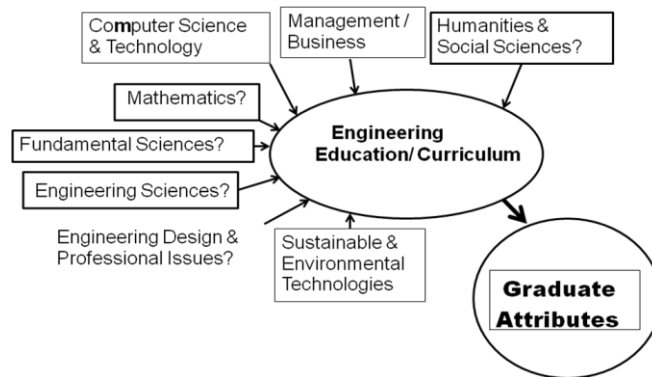 Computer Science
& Technology
Management /
Business
Humanities &
Social Sciences?
Mathematics?
Fundamental Sciences?
Engineering Sciences?
Engineering Design &
Professional Issues?
Sustainable &
Environmental
Technologies
Engineering
Education/ Curriculum
Graduate
Attributes